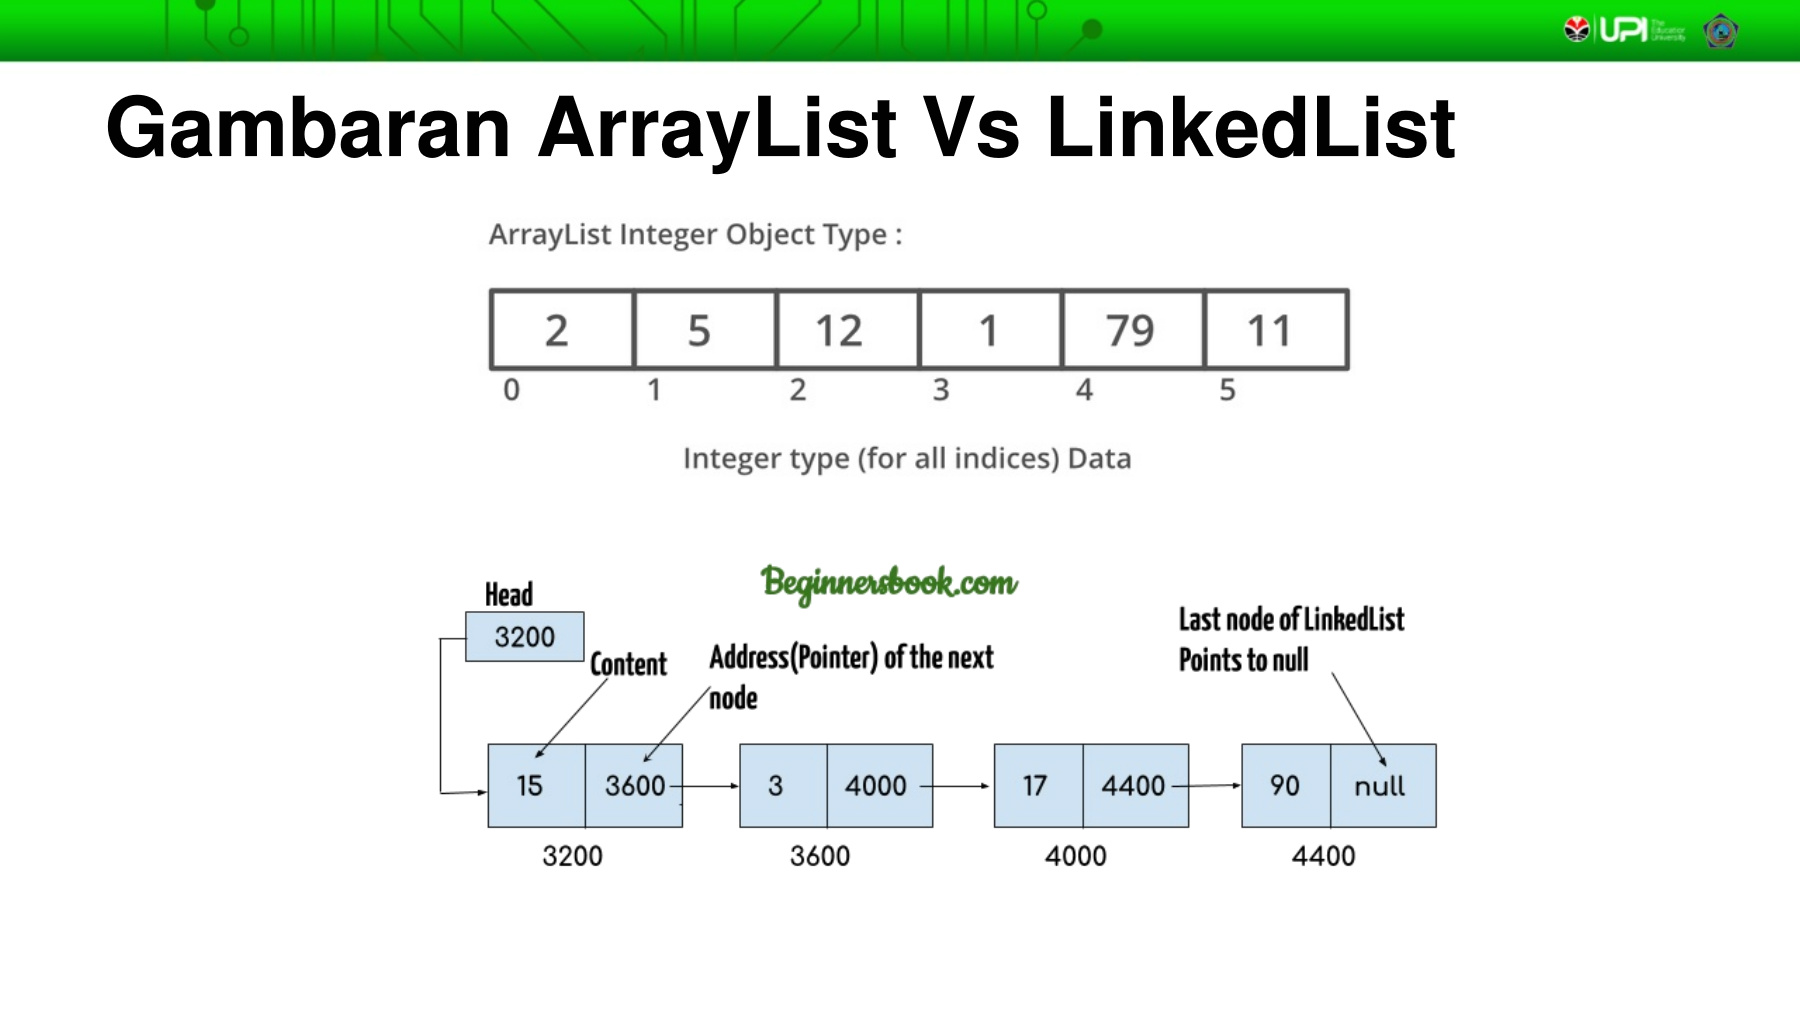 UPI The Education University
Gambaran ArrayList Vs LinkedList
ArrayList Integer Object Type :
2 5 12 1 79 11
0 1 2 3 4 5
Integer type (for all indices) Data
Beginnersbook.com
Head
3200
Content
Address(Pointer) of the next
node
Last node of LinkedList
Points to null
15 3600 3 4000 17 4400 90 null
3200 3600 4000 4400